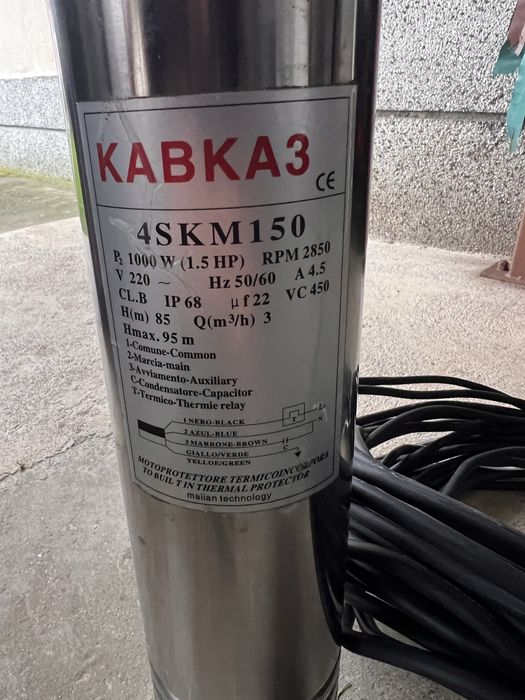 КАВКАЗ
CE
4SKM150
P₂ 1000 W (1.5 HP) RPM 2850
V 220 ~ Hz 50/60 A 4.5
CL.B IP 68 μf 22 VC 450
H(m) 85 Q(m³/h) 3
Hmax. 95 m
1-Comune-Common
2-Marcia-main
3-Avviamento-Auxiliary
C-Condensatore-Capacitor
T-Termico-Thermie relay
1 NERO-BLACK
T
L
N
2 AZUL-BLUE
3 MARRONE-BROWN
C
GIALLO/VERDE
YELLOE/GREEN
MOTOPROTETTORE TERMICOINCORPORA
TO BUILT IN THERMAL PROTECTOR
maiian technology